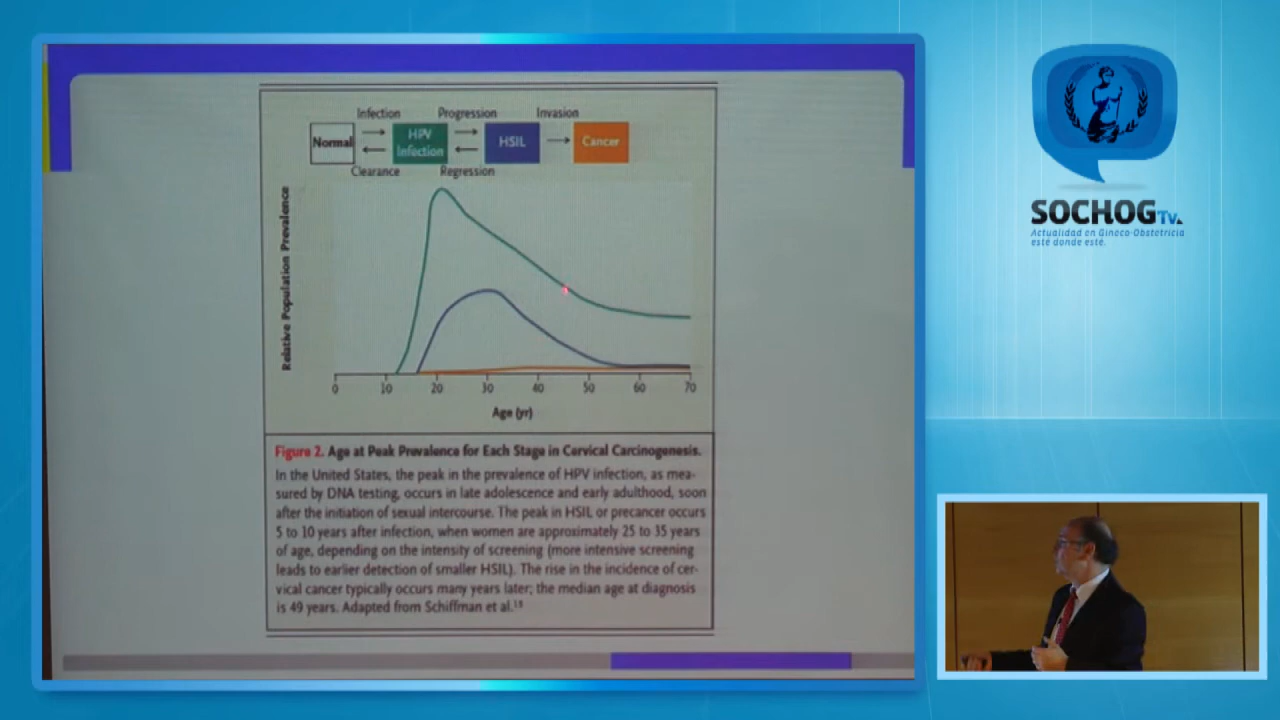 Infection Progression Invasion
Normal HPV Infection HSIL Cancer
Clearance Regression
Relative Population Prevalence
0 10 20 30 40 50 60 70
Age (yr)
Figure 2. Age at Peak Prevalence for Each Stage in Cervical Carcinogenesis.
In the United States, the peak in the prevalence of HPV infection, as mea-
sured by DNA testing, occurs in late adolescence and early adulthood, soon
after the initiation of sexual intercourse. The peak in HSIL or precancer occurs
5 to 10 years after infection, when women are approximately 25 to 35 years
of age, depending on the intensity of screening (more intensive screening
leads to earlier detection of smaller HSIL). The rise in the incidence of cer-
vical cancer typically occurs many years later; the median age at diagnosis
is 49 years. Adapted from Schiffman et al.15
SOCHOG Tv.
Actualidad en Gineco-Obstetricia
esté donde esté.